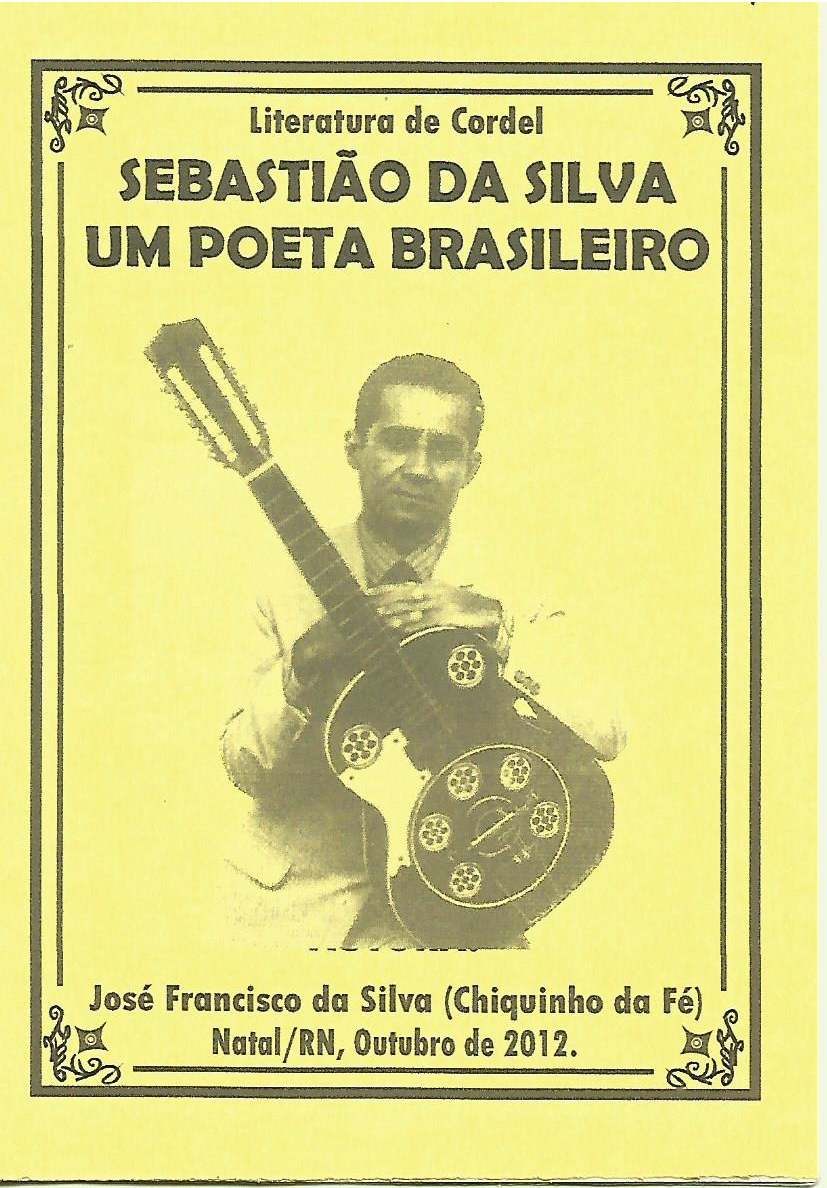 Literatura de Cordel
SEBASTIÃO DA SILVA
UM POETA BRASILEIRO
José Francisco da Silva (Chiquinho da Fé)
Natal/RN, Outubro de 2012.